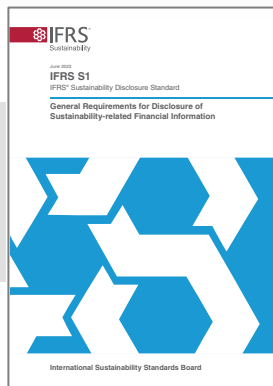 IFRS
Sustainability
June 2023
IFRS S1
IFRS® Sustainability Disclosure Standard
General Requirements for Disclosure of
Sustainability-related Financial Information
International Sustainability Standards Board